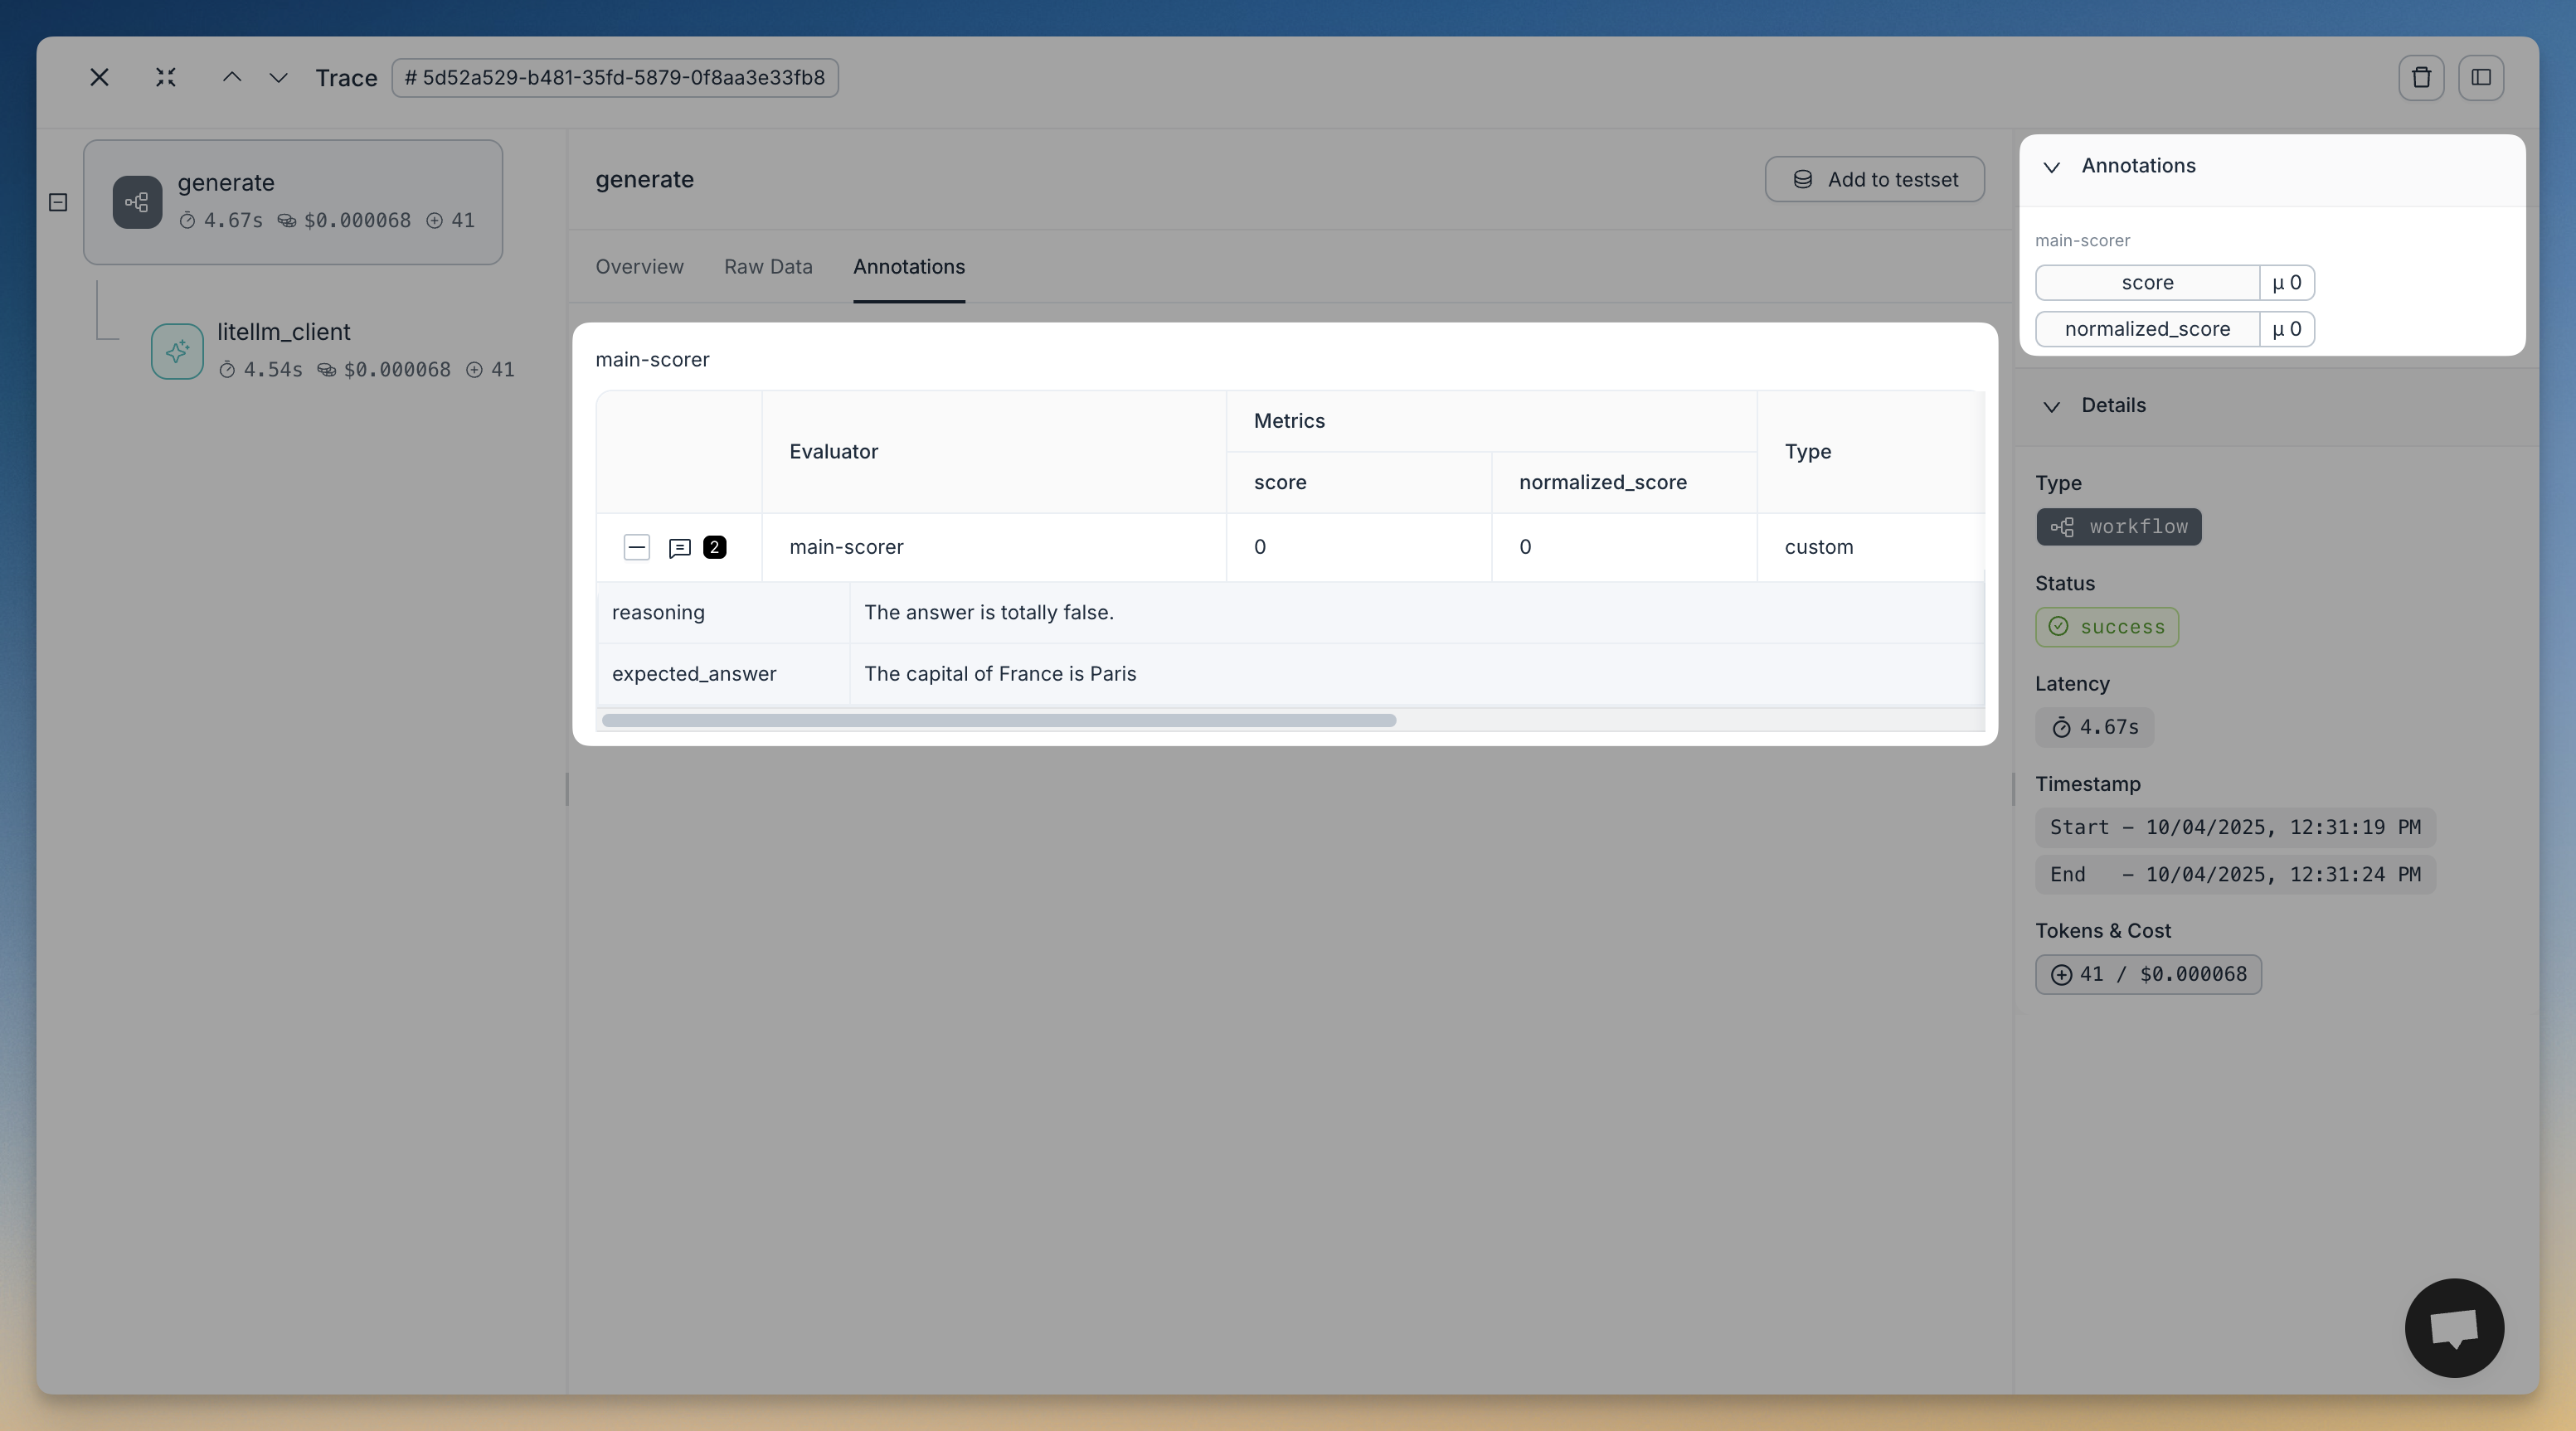 Trace # 5d52a529-b481-35fd-5879-0f8aa3e33fb8
generate
4.67s $0.000068 41
litellm_client
4.54s $0.000068 41
generate
Add to testset
Overview Raw Data Annotations
main-scorer
Evaluator Metrics Type
score normalized_score
2 main-scorer 0 0 custom
reasoning The answer is totally false.
expected_answer The capital of France is Paris
Annotations
main-scorer
score μ 0
normalized_score μ 0
Details
Type
workflow
Status
success
Latency
4.67s
Timestamp
Start – 10/04/2025, 12:31:19 PM
End – 10/04/2025, 12:31:24 PM
Tokens & Cost
41 / $0.000068